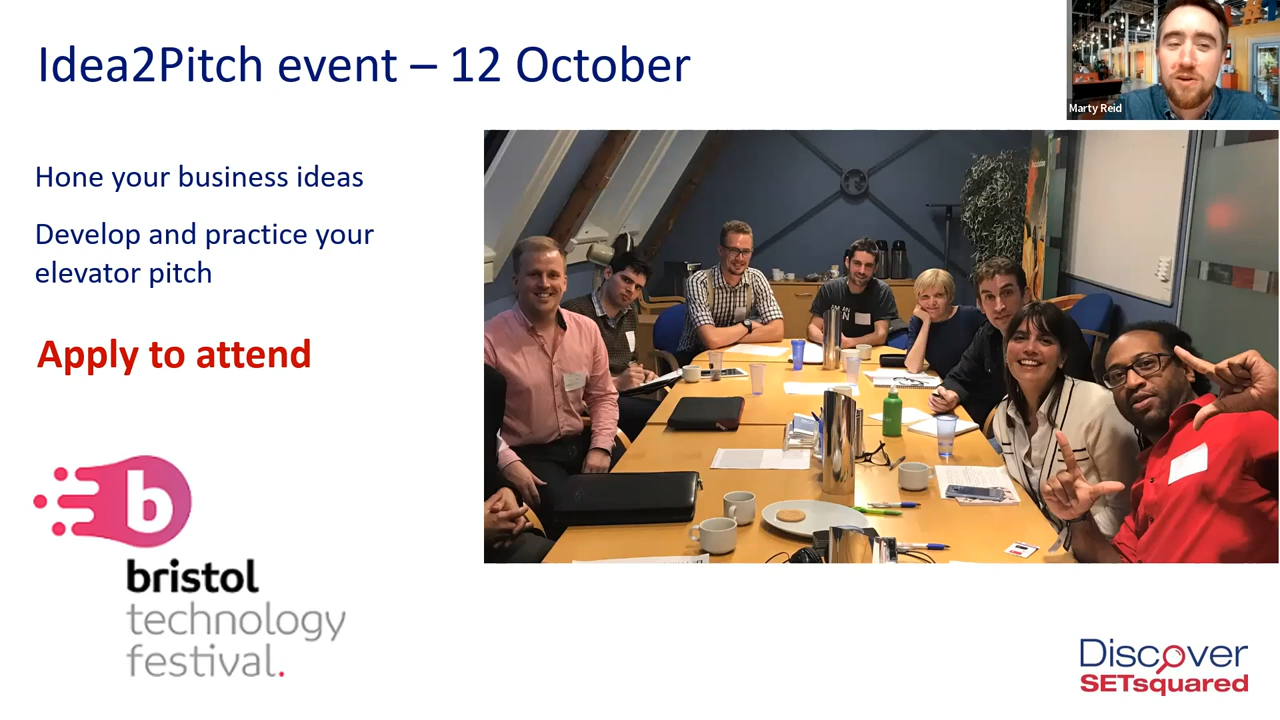 Idea2Pitch event – 12 October
Marty Reid
Hone your business ideas
Develop and practice your
elevator pitch
Apply to attend
b
bristol
technology
festival.
Discover
SETsquared